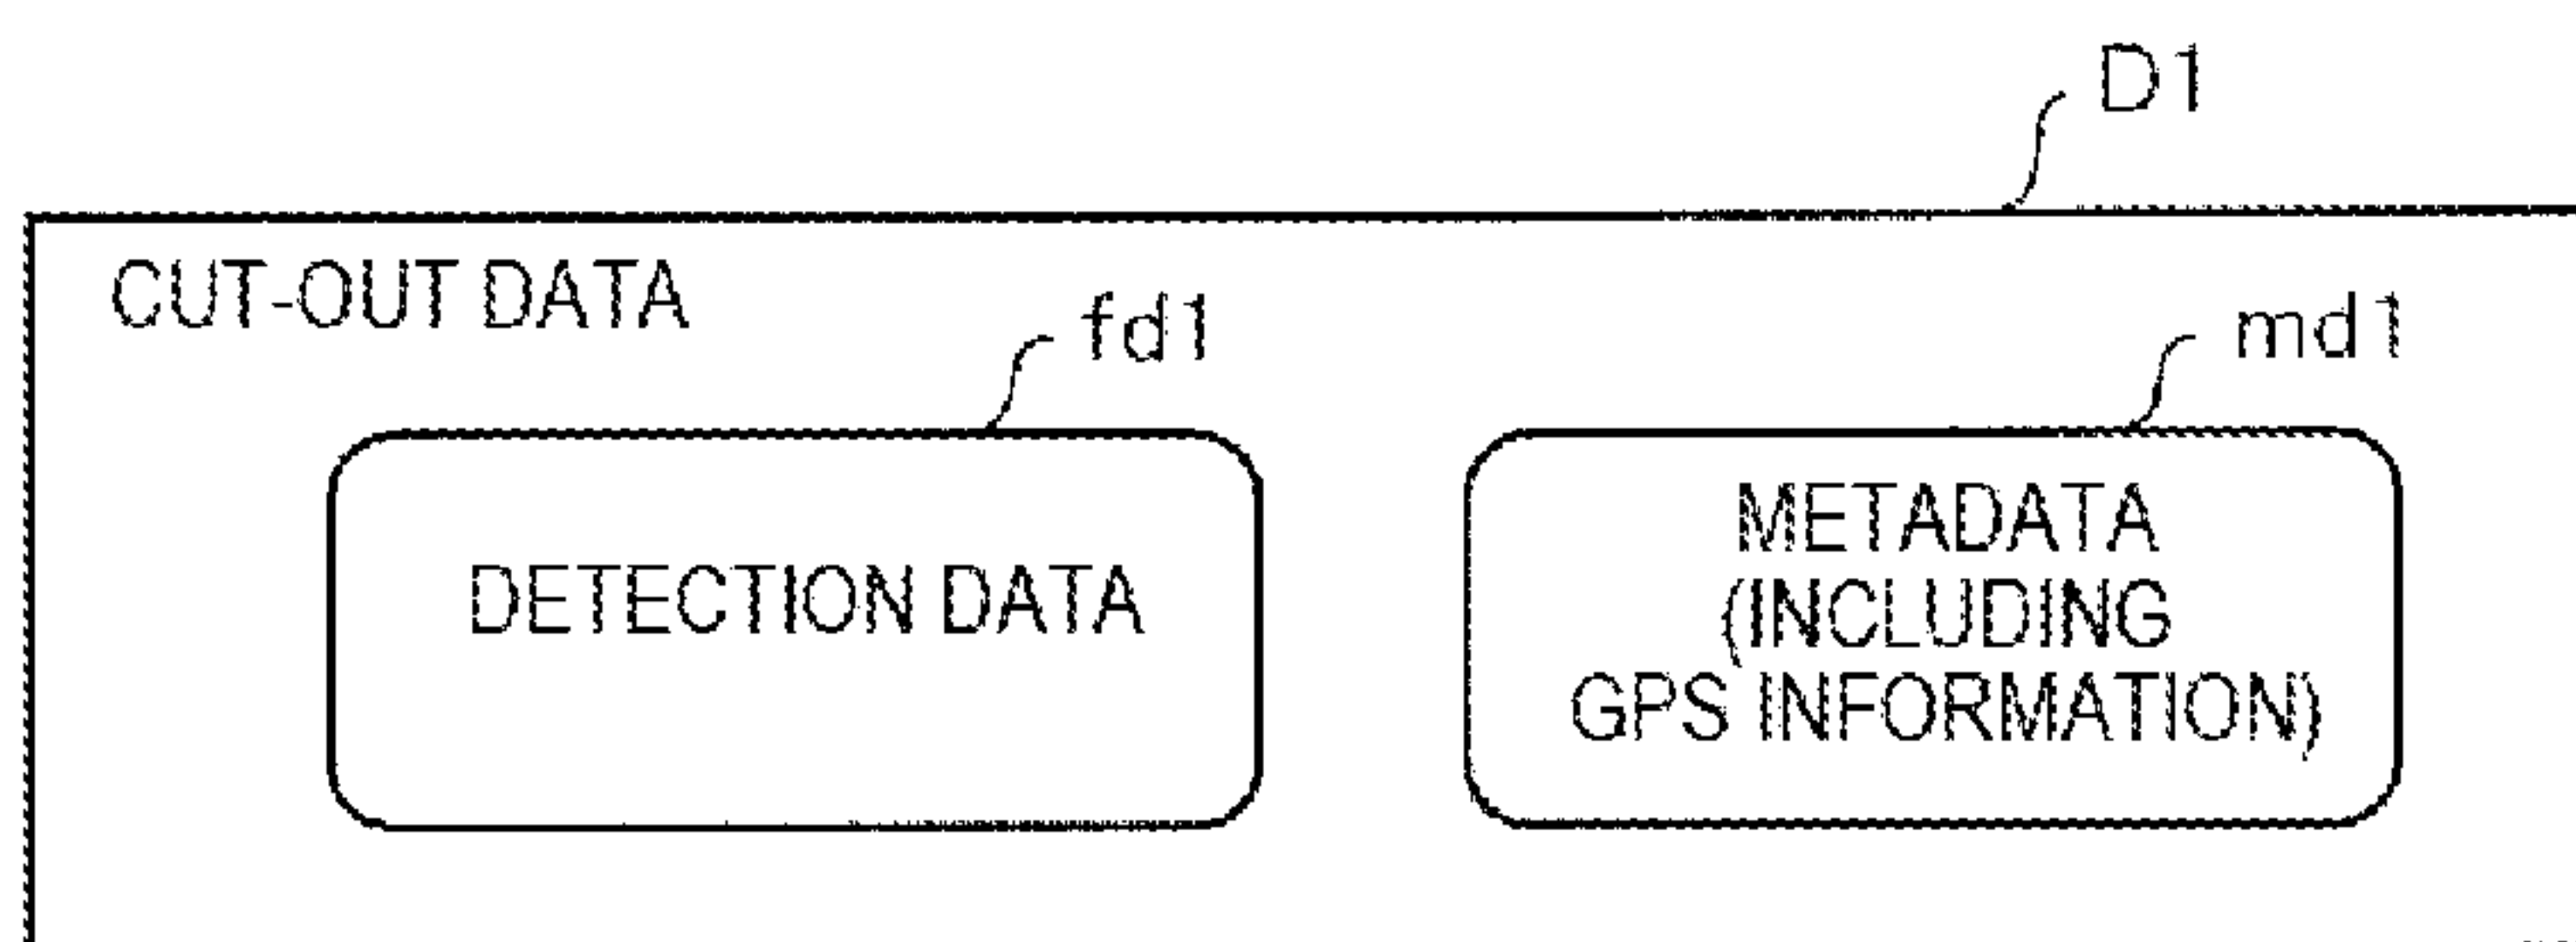 D1
CUT-OUT DATA
fd1
md1
DETECTION DATA
METADATA
(INCLUDING
GPS INFORMATION)